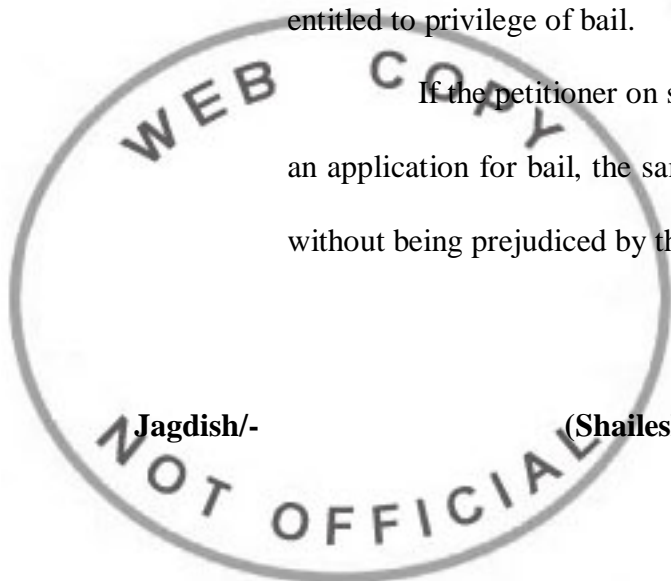 entitled to privilege of bail.
If the petitioner on s
an application for bail, the sa
without being prejudiced by th
Jagdish/- (Shailes
WEB COPY
NOT OFFICIAL